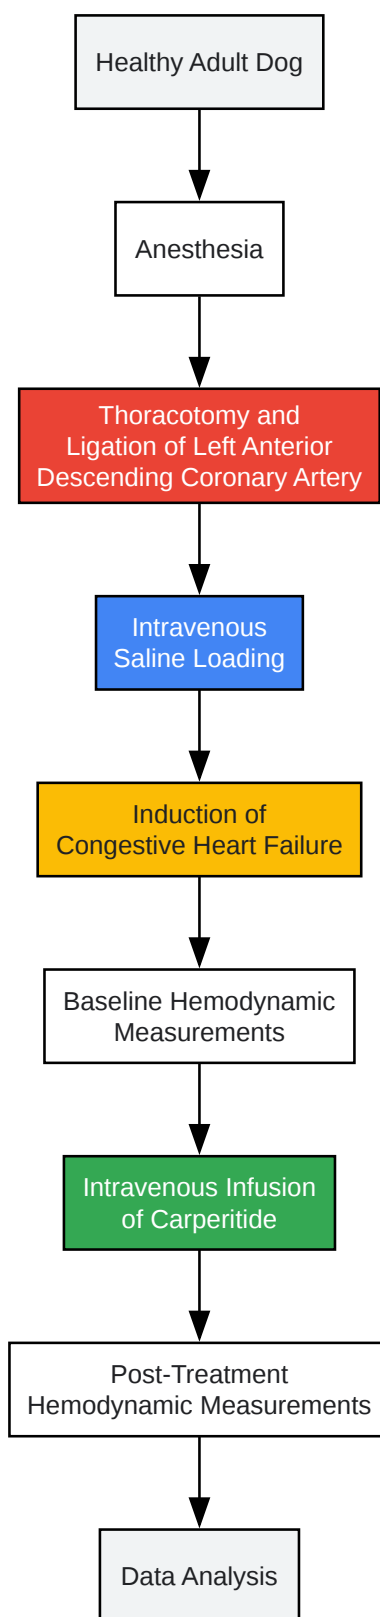 Healthy Adult Dog
Anesthesia
Thoracotomy and
Ligation of Left Anterior
Descending Coronary Artery
Intravenous
Saline Loading
Induction of
Congestive Heart Failure
Baseline Hemodynamic
Measurements
Intravenous Infusion
of Carperitide
Post-Treatment
Hemodynamic Measurements
Data Analysis